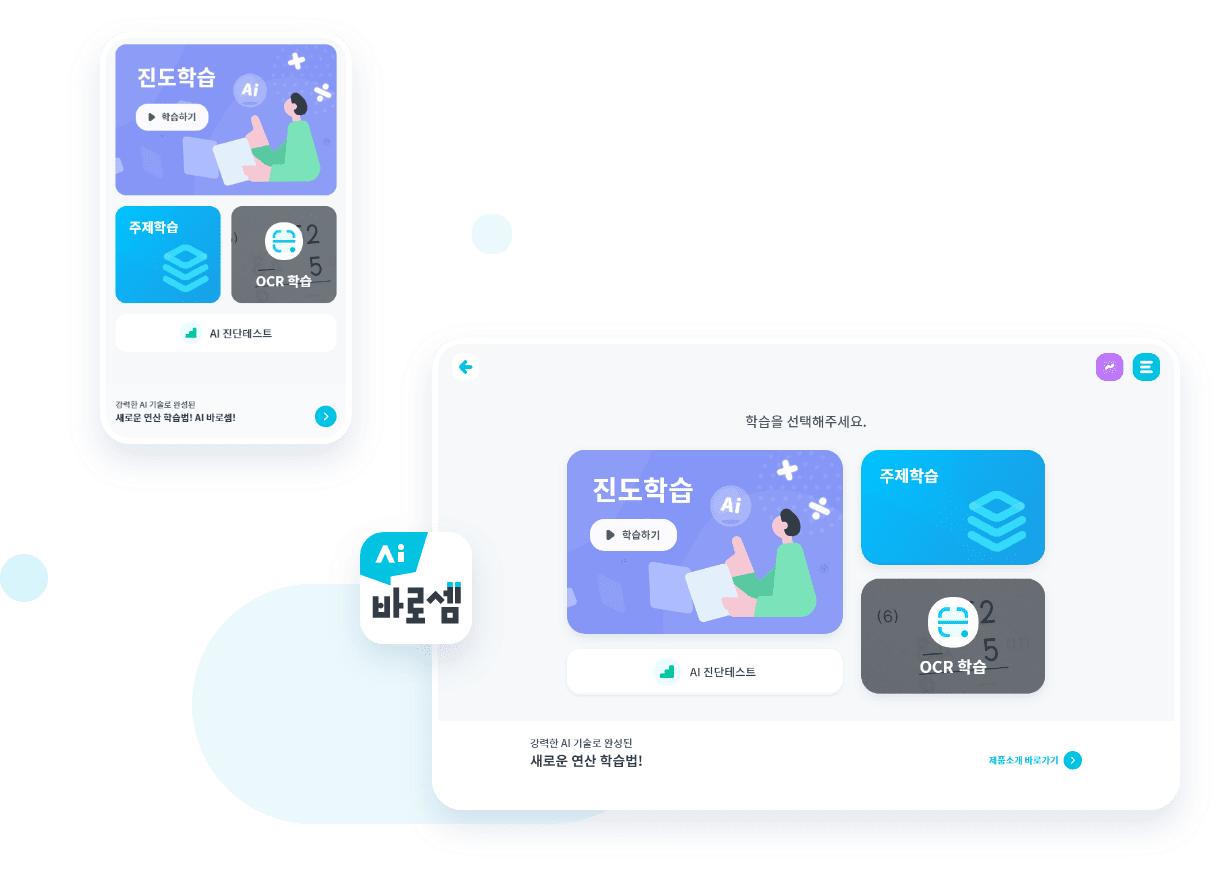 진도학습
Ai
학습하기
주제학습
2
5
OCR 학습
AI 진단테스트
강력한 AI 기술로 완성된
새로운 연산 학습법! AI 바로셈!
학습을 선택해주세요.
진도학습
Ai
학습하기
주제학습
(6)
2
5
OCR 학습
AI 진단테스트
강력한 AI 기술로 완성된
새로운 연산 학습법!
제품소개 바로가기
Ai
바로셈